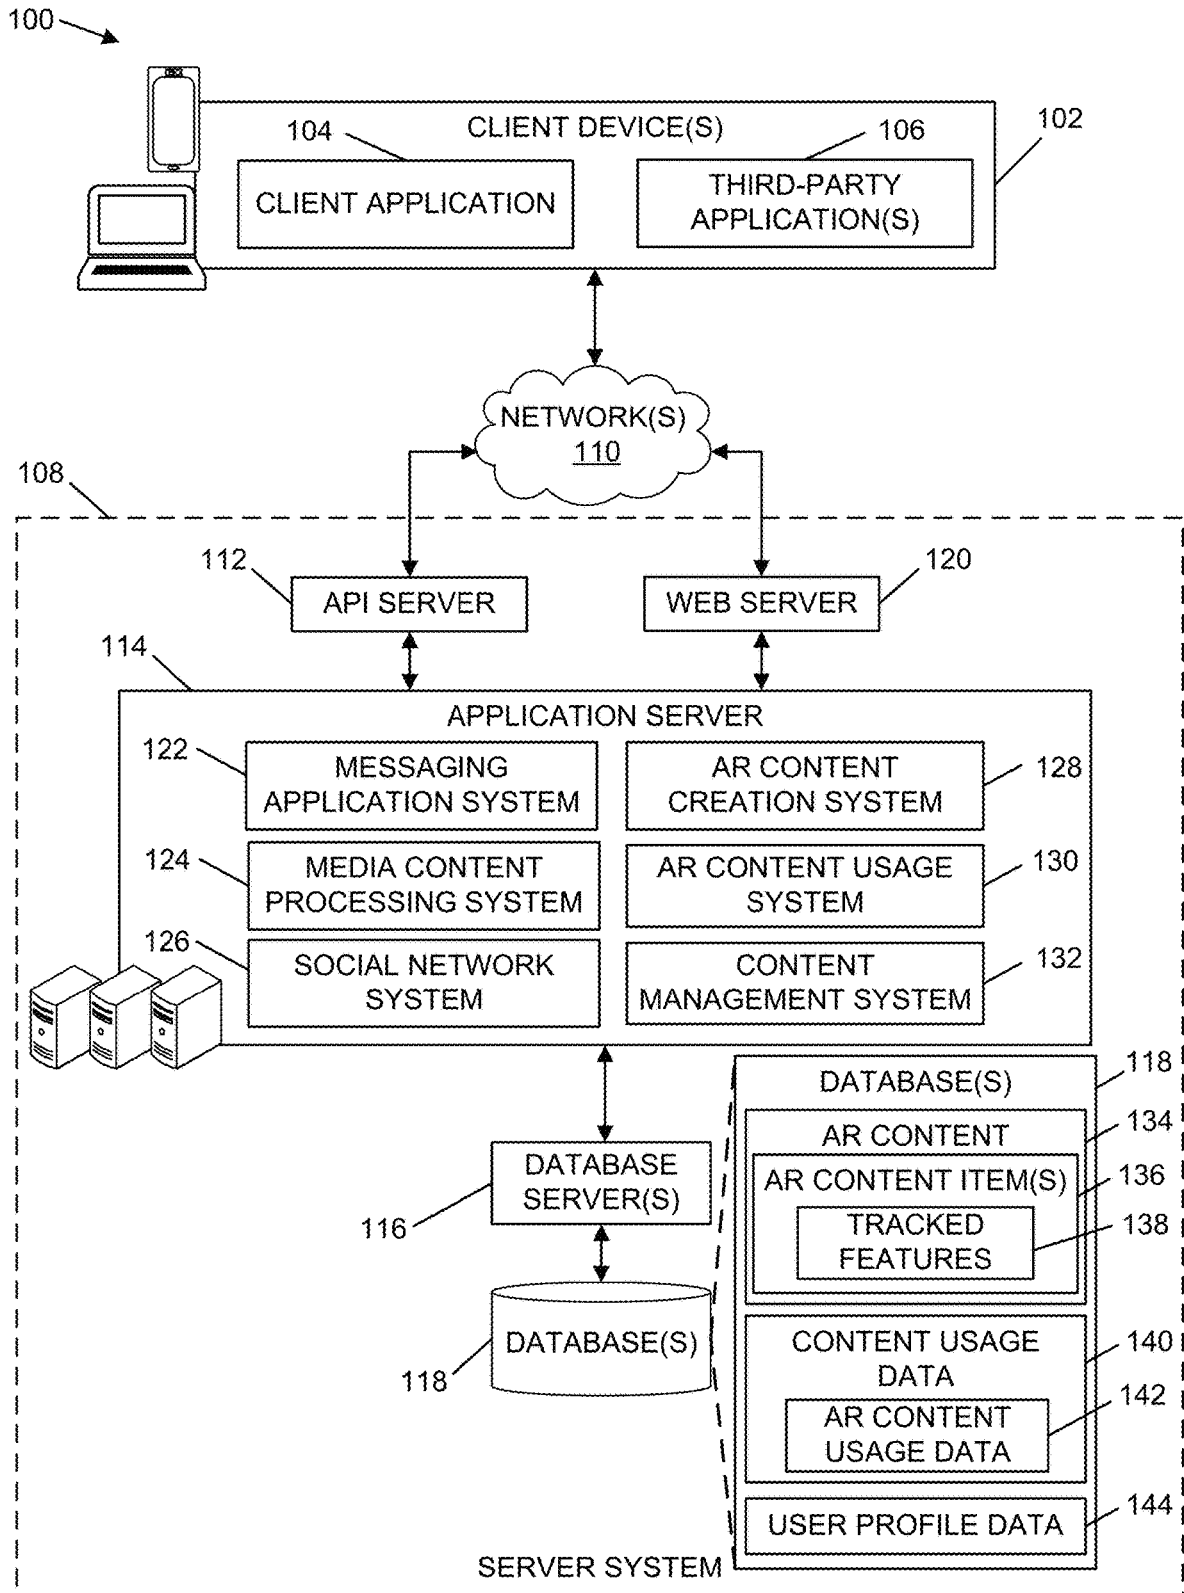 100
CLIENT DEVICE(S)
102
104
106
CLIENT APPLICATION
THIRD-PARTY
APPLICATION(S)
NETWORK(S)
110
108
112
API SERVER
120
WEB SERVER
114
APPLICATION SERVER
122
MESSAGING
APPLICATION SYSTEM
AR CONTENT
CREATION SYSTEM
128
124
MEDIA CONTENT
PROCESSING SYSTEM
AR CONTENT USAGE
SYSTEM
130
126
SOCIAL NETWORK
SYSTEM
CONTENT
MANAGEMENT SYSTEM
132
DATABASE
SERVER(S)
116
DATABASE(S)
118
DATABASE(S)
118
AR CONTENT
134
AR CONTENT ITEM(S)
136
TRACKED
FEATURES
138
CONTENT USAGE
DATA
140
AR CONTENT
USAGE DATA
142
USER PROFILE DATA
144
SERVER SYSTEM